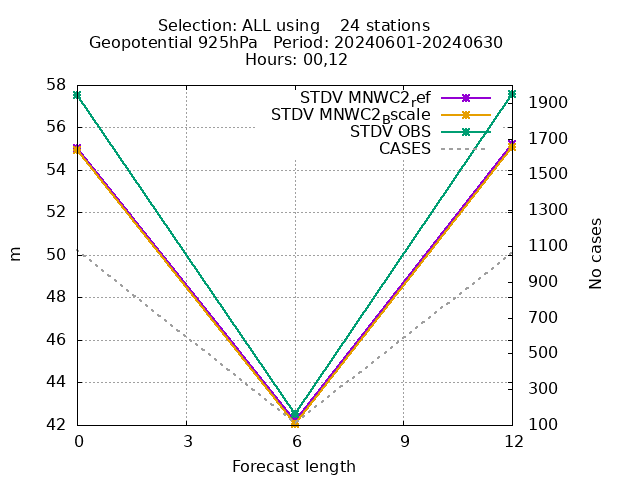 Selection: ALL using    24 stations
Geopotential 925hPa   Period: 20240601-20240630
Hours: 00,12
58
56
54
52
50
48
46
44
42
m
STDV MNWC2_ref
STDV MNWC2_Bscale
STDV OBS
CASES
1900
1700
1500
1300
1100
900
700
500
300
100
No cases
0 3 6 9 12
Forecast length